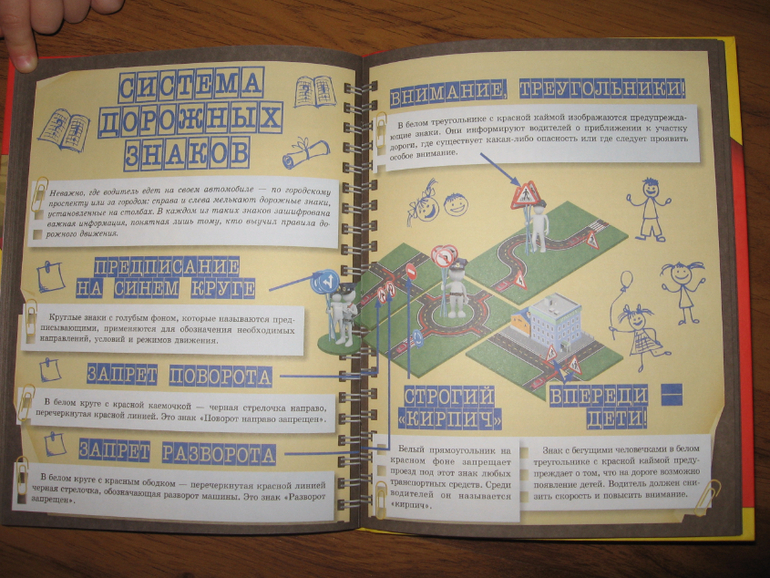 СИСТЕМА
ДОРОЖНЫХ
ЗНАКОВ
Неважно, где водитель едет на своем автомобиле — по городскому
проспекту или за городом: справа и слева мелькают дорожные знаки,
установленные на столбах. В каждом из таких знаков зашифрована
важная информация, понятная лишь тому, кто выучил правила до-
рожного движения.
ПРЕДПИСАНИЕ
НА СИНЕМ КРУГЕ
Круглые знаки с голубым фоном, которые называются пред-
писывающими, применяются для обозначения необходимых
направлений, условий и режимов движения.
ЗАПРЕТ ПОВОРОТА
В белом круге с красной каемочкой — черная стрелочка направо,
перечеркнутая красной линией. Это знак «Поворот направо запрещен».
ЗАПРЕТ РАЗВОРОТА
В белом круге с красным ободком — перечеркнутая красной линией
черная стрелочка, обозначающая разворот машины. Это знак «Разворот
запрещен».
ВНИМАНИЕ, ТРЕУГОЛЬНИКИ!
В белом треугольнике с красной каймой изображаются предупрежда-
ющие знаки. Они информируют водителей о приближении к участку
дороги, где существует какая-либо опасность или где следует проявить
особое внимание.
СТРОГИЙ
«КИРПИЧ»
Белый прямоугольник на
красном фоне запрещает
проезд под этот знак любых
транспортных средств. Среди
водителей он называется
«кирпич».
ВПЕРЕДИ —
ДЕТИ!
Знак с бегущими человечками в белом
треугольнике с красной каймой преду-
преждает о том, что на дороге возможно
появление детей. Водитель должен сни-
зить скорость и повысить внимание.